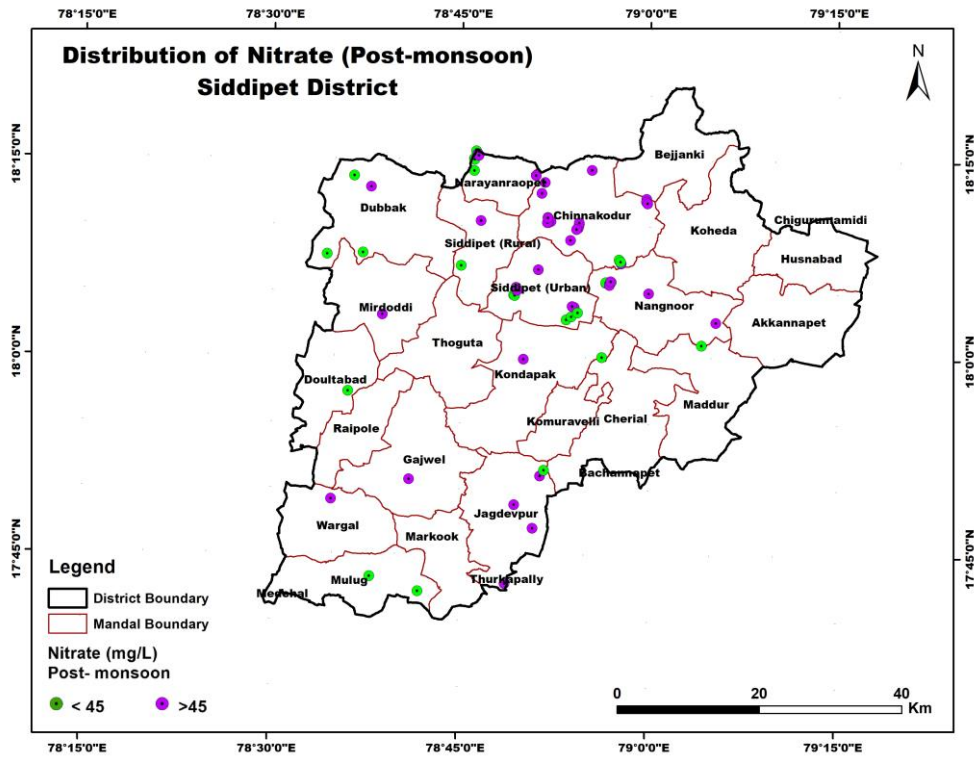 78°15'0"E 78°30'0"E 78°45'0"E 79°0'0"E 79°15'0"E
Distribution of Nitrate (Post-monsoon)
Siddipet District
N
18°15'0"N 18°15'0"N
Bejjanki
Narayanraopet
Dubbak
Chinnakodur
Chigurumamidi
Koheda
Siddipet (Rural)
Husnabad
Siddipet (Urban)
Mirdoddi
Nangnoor
Akkannapet
Thoguta
18°0'0"N 18°0'0"N
Kondapak
Doultabad
Maddur
Komuravelli
Cherial
Raipole
Gajwel
Bachannapet
Jagdevpur
Wargal
Markook
17°45'0"N 17°45'0"N
Legend
Thurkapally
Mulug
Medchal
District Boundary
Mandal Boundary
Nitrate (mg/L)
Post- monsoon
< 45 >45
0 20 40
Km
78°15'0"E 78°30'0"E 78°45'0"E 79°0'0"E 79°15'0"E